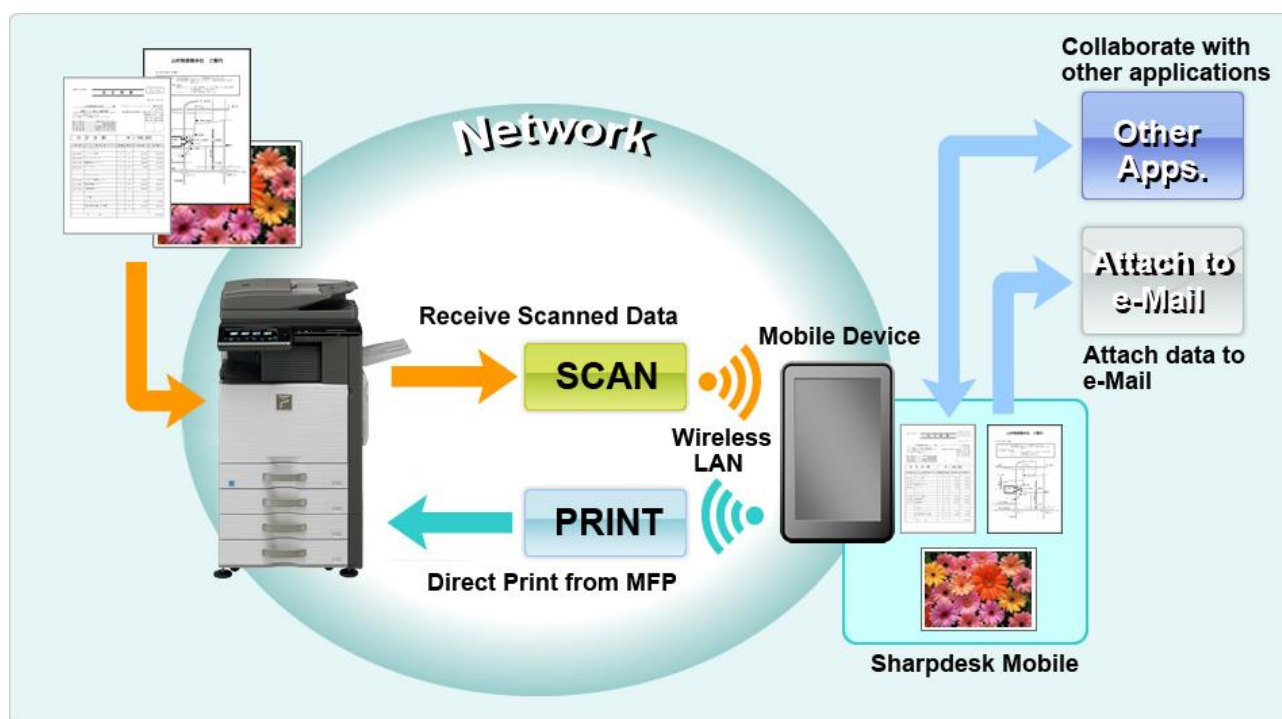 Collaborate with
other applications
Network
Other
Apps.
Attach to
e-Mail
Attach data to
e-Mail
Receive Scanned Data
SCAN
Mobile Device
Wireless
LAN
PRINT
Direct Print from MFP
Sharpdesk Mobile